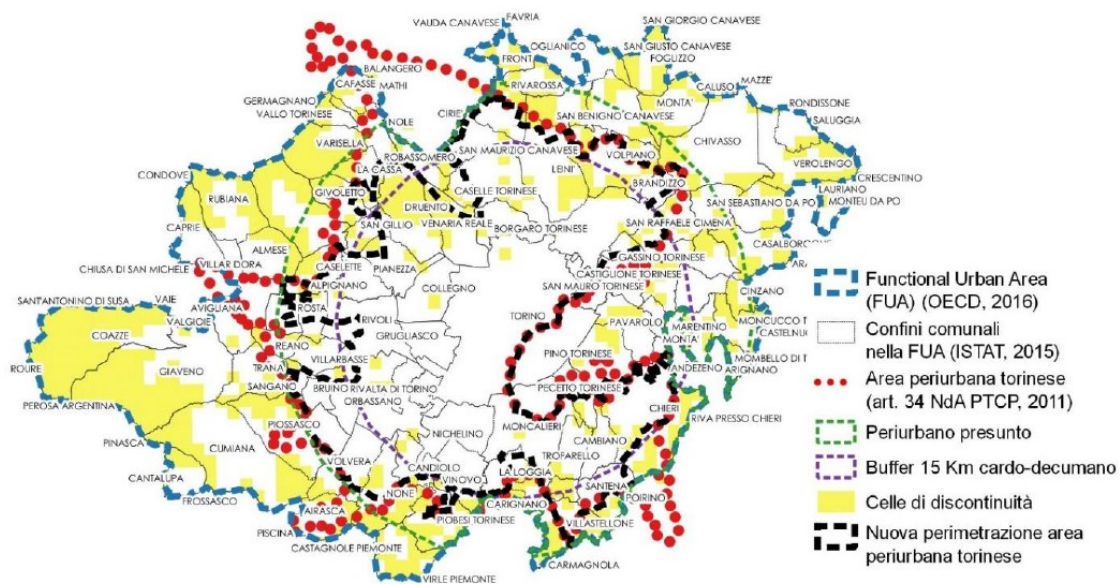 FAVRIA
VAUDA CANAVESE
SAN GIORGIO CANAVESE
OGLIANICO
SAN GIUSTO CANAVESE
FRONT
FOGLIZZO
BALANGERO
MAZZE'
CAFASSE
MATHI
RIVAROSSA
CALUSO
RONDISSONE
GERMAGNANO
MONTA'
VALLO TORINESE
NOLE
CIRIE'
SAN BENIGNO CANAVESE
SALUGGIA
VARISELLA
SAN MAURIZIO CANAVESE
VOLPIANO
CHIVASSO
ROBASSOMERO
VEROLENGO
CONDOVE
LA CASSA
LEINI'
BRANDIZZO
CRESCENTINO
RUBIANA
GIVOLETTO
CASELLE TORINESE
LAURIANO
DRUENTO
SAN SEBASTIANO DA PO
MONTEU DA PO
CAPRIE
SAN GILLIO
VENARIA REALE
SAN RAFFAELE CIMENA
BORGARO TORINESE
ALMESE
CASALBORGONE
CHIUSA DI SAN MICHELE
VILLAR DORA
CASELETTE
PIANEZZA
GASSINO TORINESE
CASTIGLIONE TORINESE
ALPIGNANO
COLLEGNO
SAN MAURO TORINESE
CINZANO
SANT'ANTONINO DI SUSA
VAIE
AVIGLIANA
ROSTA
VALGIOIE
RIVOLI
TORINO
PAVAROLO
MARENTINO
MONCUCCO T
COAZZE
REANO
GRUGLIASCO
MONTA'
CASTELNU
ROURE
GIAVENO
TRANA
VILLARBASSE
PINO TORINESE
ANDEZENO
MOMBELLO DI T
ARIGNANO
SANGANO
BRUINO
RIVALTA DI TORINO
PECETTO TORINESE
PEROSA ARGENTINA
ORBASSANO
CHIERI
RIVA PRESSO CHIERI
PIOSSASCO
MONCALIERI
PINASCA
CUMIANA
NICHELINO
CAMBIANO
VOLVERA
TROFARELLO
CANTALUPA
CANDIOLO
LA LOGGIA
NONE
VINOVO
SANTENA
FROSSASCO
POIRINO
AIRASCA
CARIGNANO
PISCINA
PIOBESI TORINESE
VILLASTELLONE
CASTAGNOLE PIEMONTE
CARMAGNOLA
VIRLE PIEMONTE
Functional Urban Area
(FUA) (OECD, 2016)
Confini comunali
nella FUA (ISTAT, 2015)
Area periurbana torinese
(art. 34 NdA PTCP, 2011)
Periurbano presunto
Buffer 15 Km cardo-decumano
Celle di discontinuità
Nuova perimetrazione area
periurbana torinese